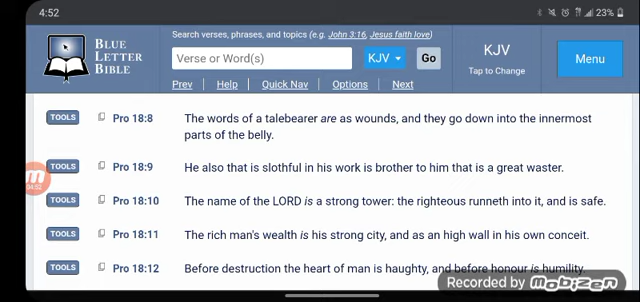 4:52
23%
Search verses, phrases, and topics (e.g. John 3:16, Jesus faith love)
BLUE
LETTER
BIBLE
Verse or Word(s)
KJV
Go
KJV
Tap to Change
Menu
Prev | Help | Quick Nav | Options | Next
TOOLS Pro 18:8 The words of a talebearer are as wounds, and they go down into the innermost
parts of the belly.
TOOLS Pro 18:9 He also that is slothful in his work is brother to him that is a great waster.
04:52
TOOLS Pro 18:10 The name of the LORD is a strong tower: the righteous runneth into it, and is safe.
TOOLS Pro 18:11 The rich man's wealth is his strong city, and as an high wall in his own conceit.
TOOLS Pro 18:12 Before destruction the heart of man is haughty, and before honour is humility.
Recorded by mobizen